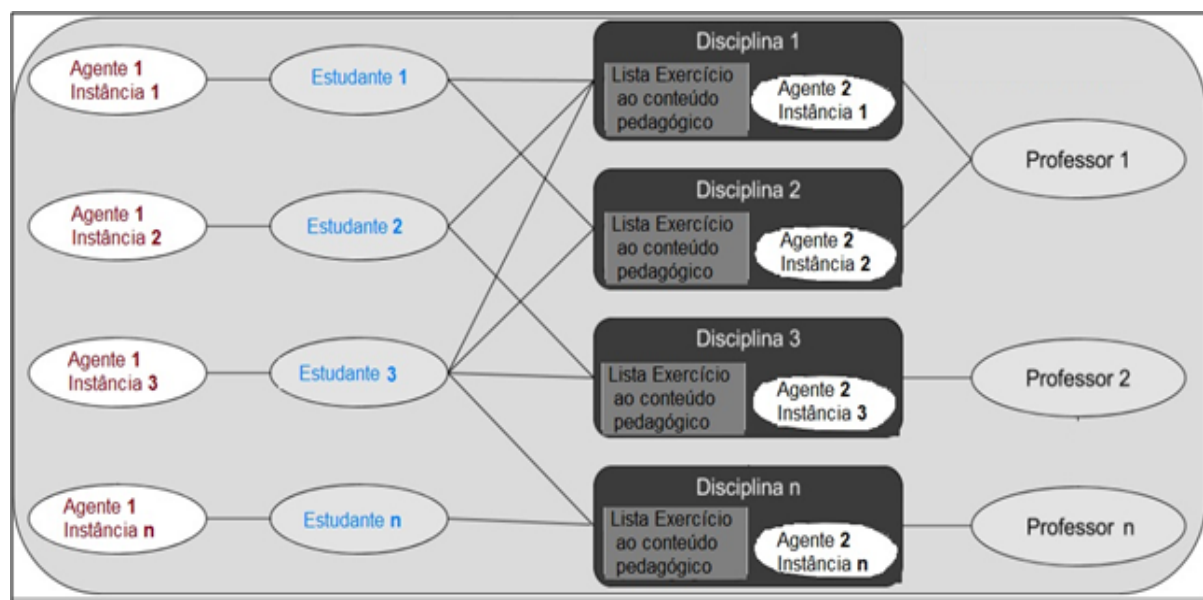 Agente 1
Instância 1
Estudante 1
Disciplina 1
Lista Exercício
ao conteúdo
pedagógico
Agente 2
Instância 1
Professor 1
Agente 1
Instância 2
Estudante 2
Disciplina 2
Lista Exercício
ao conteúdo
pedagógico
Agente 2
Instância 2
Agente 1
Instância 3
Estudante 3
Disciplina 3
Lista Exercício
ao conteúdo
pedagógico
Agente 2
Instância 3
Professor 2
Agente 1
Instância n
Estudante n
Disciplina n
Lista Exercício
ao conteúdo
pedagógico
Agente 2
Instância n
Professor n